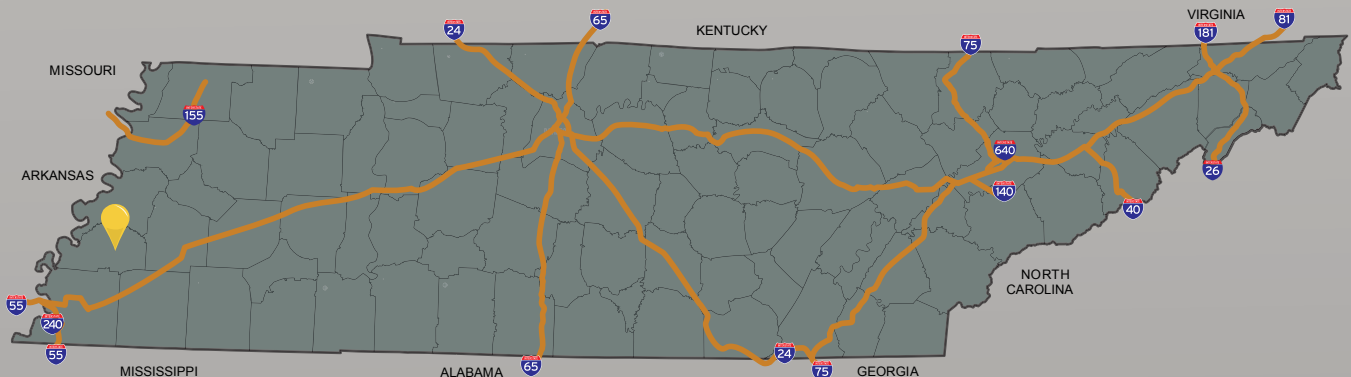 VIRGINIA
81
24
65
181
KENTUCKY
75
MISSOURI
155
640
ARKANSAS
26
140
40
NORTH
CAROLINA
55
240
55
24
65
75
MISSISSIPPI
ALABAMA
GEORGIA